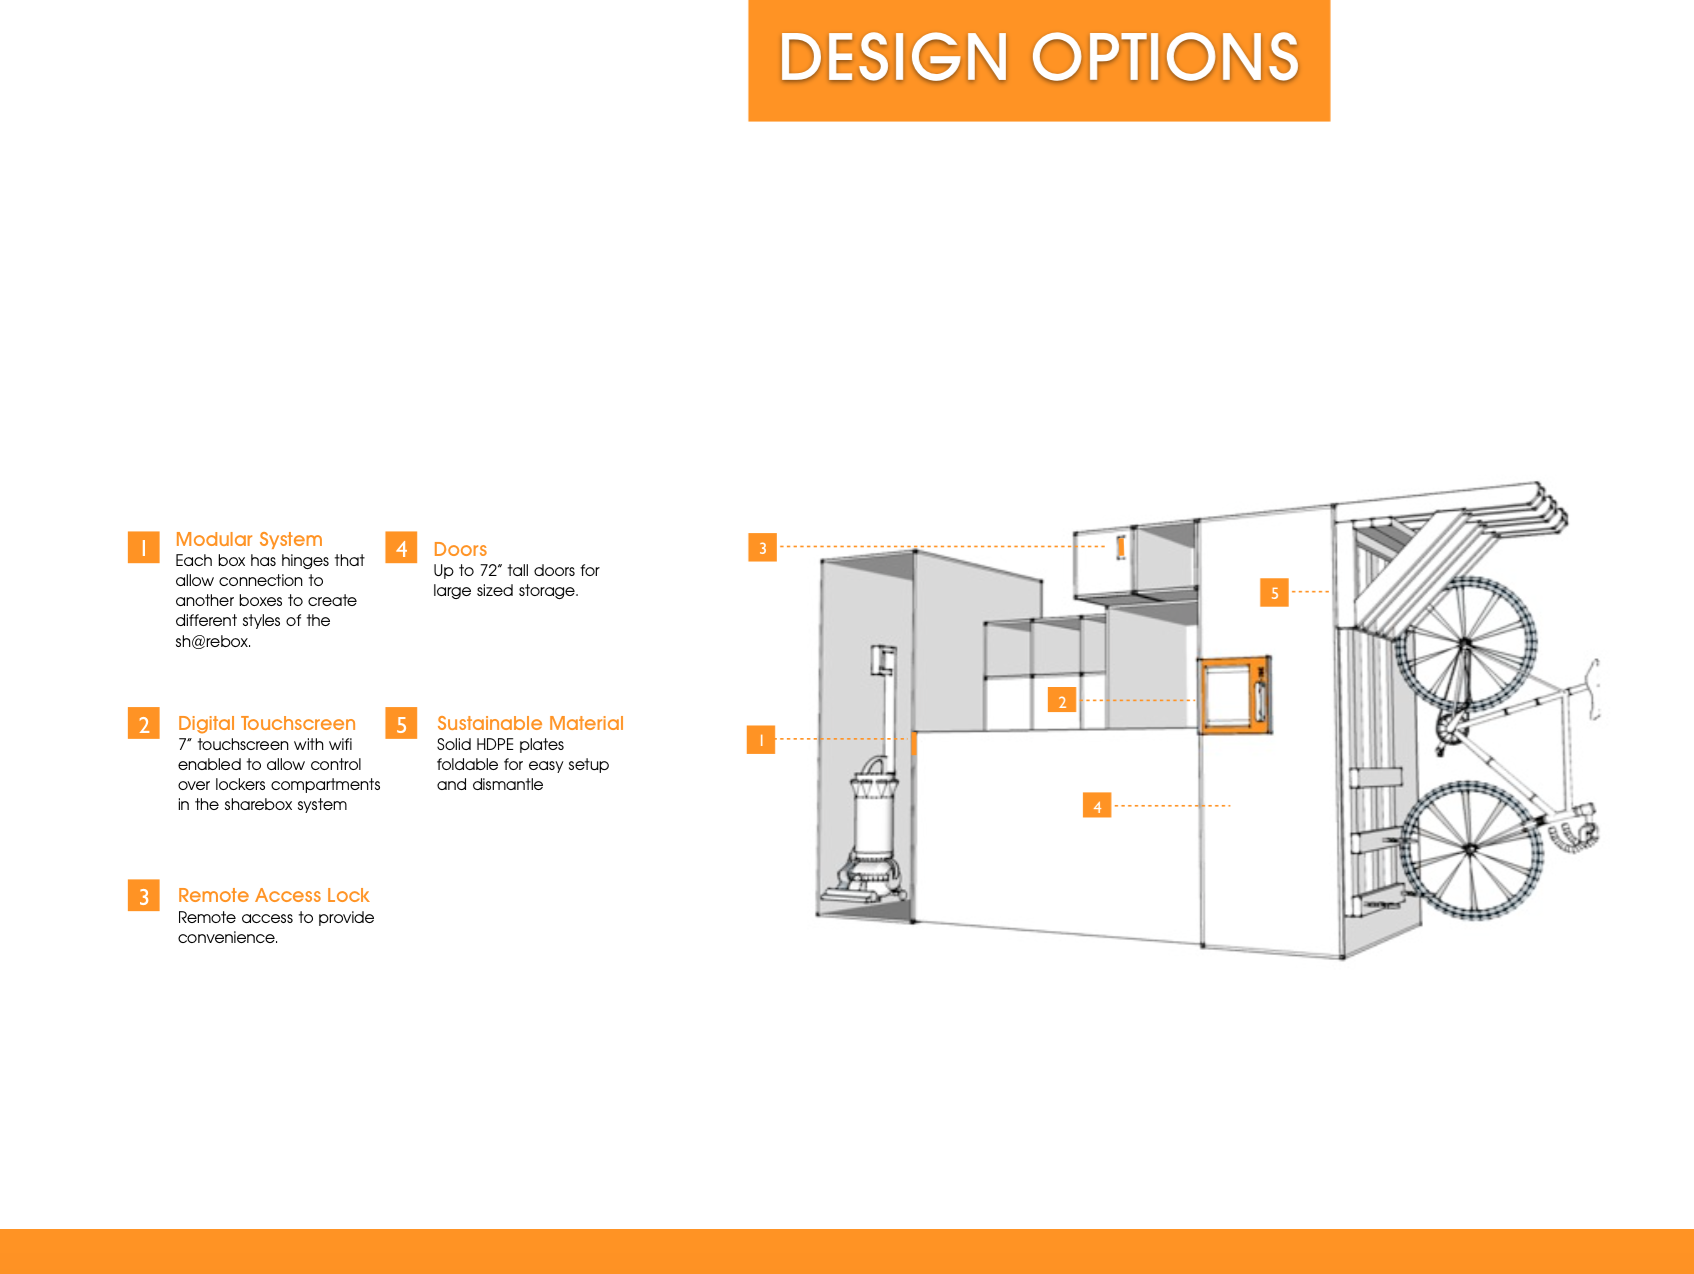 DESIGN OPTIONS
1
Modular System
Each box has hinges that
allow connection to
another boxes to create
different styles of the
sh@rebox.
4
Doors
Up to 72" tall doors for
large sized storage.
2
Digital Touchscreen
7" touchscreen with wifi
enabled to allow control
over lockers compartments
in the sharebox system
5
Sustainable Material
Solid HDPE plates
foldable for easy setup
and dismantle
3
Remote Access Lock
Remote access to provide
convenience.
3
5
2
1
4